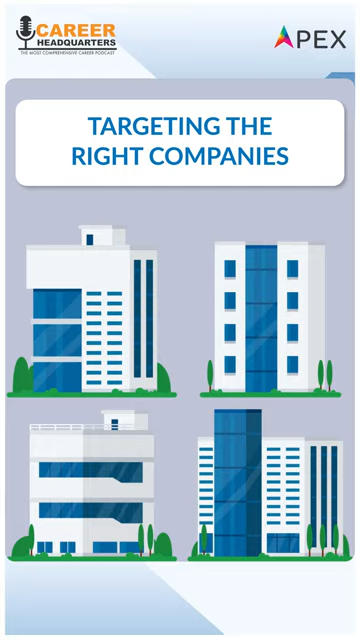 CAREER
HEADQUARTERS
THE MOST COMPREHENSIVE CAREER PODCAST
APEX
TARGETING THE
RIGHT COMPANIES